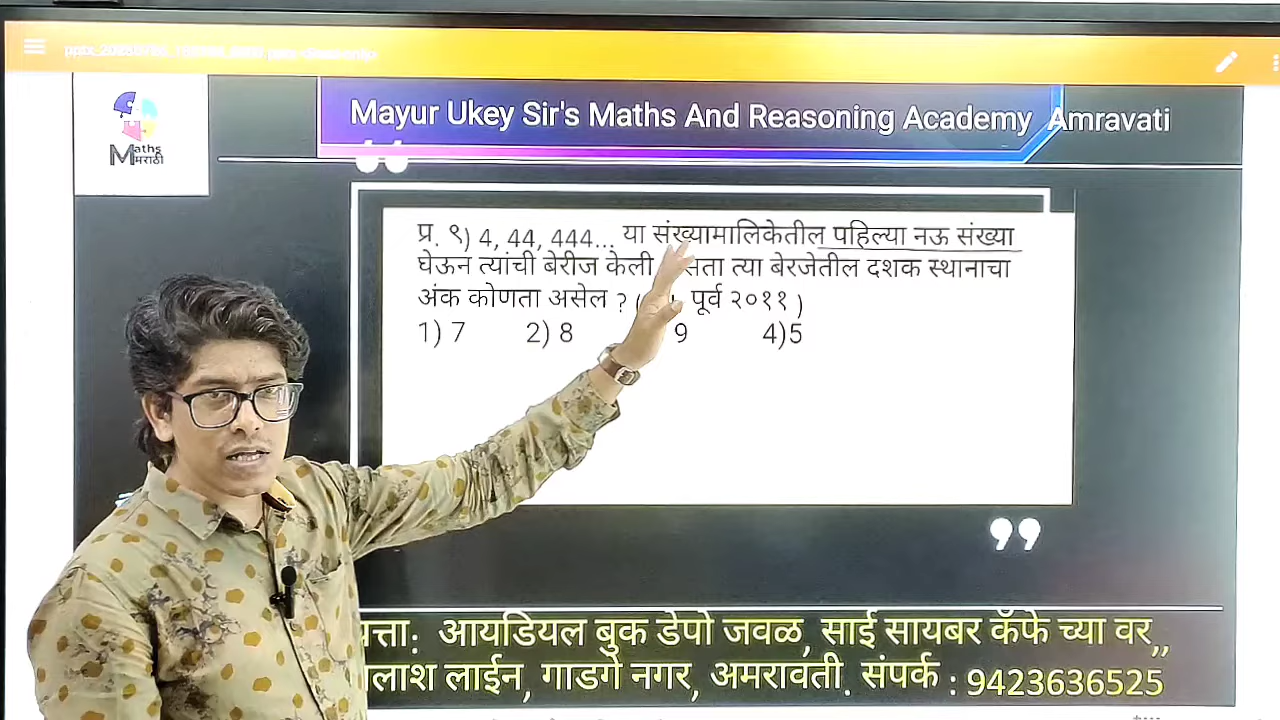 Maths
मराठी
Mayur Ukey Sir's Maths And Reasoning Academy Amravati
प्र. ९) 4, 44, 444... या संख्यामालिकेतील पहिल्या नऊ संख्या
घेऊन त्यांची बेरीज केली त्या बेरजेतील दशक स्थानाचा
अंक कोणता असेल ? ( पूर्व २०११ )
1) 7 2) 8 9 4)5
आयडियल बुक डेपो जवळ, साई सायबर कॅफे च्या वर,,
लाईन, गाडगे नगर, अमरावती. संपर्क : 9423636525